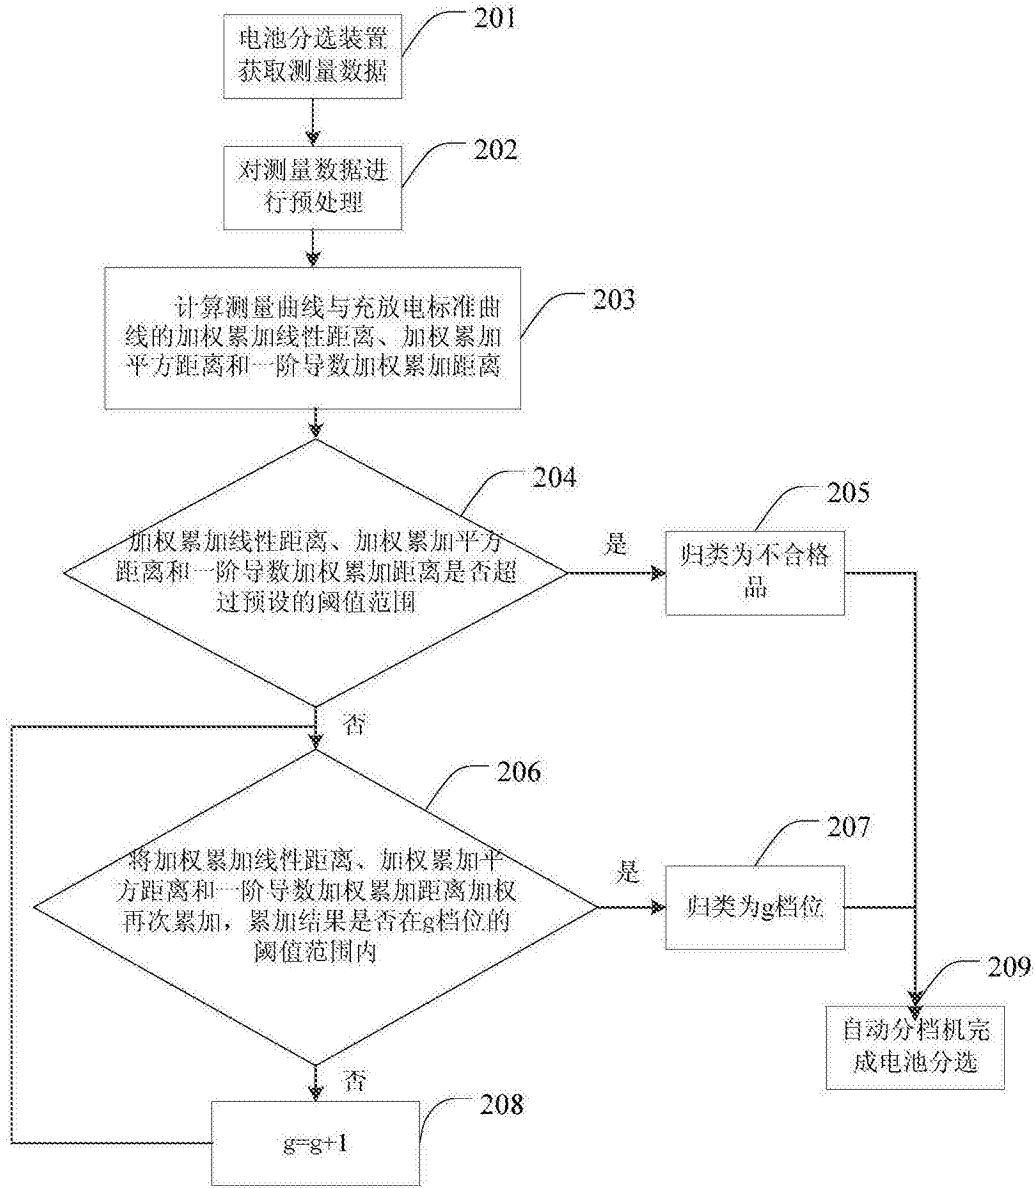 电池分选装置
获取测量数据
201
对测量数据进
行预处理
202
计算测量曲线与充放电标准曲
线的加权累加线性距离、加权累加
平方距离和一阶导数加权累加距离
203
加权累加线性距离、加权累加平方
距离和一阶导数加权累加距离是否超
过预设的阈值范围
204
是
归类为不合格
品
205
否
将加权累加线性距离、加权累加平
方距离和一阶导数加权累加距离加权
再次累加，累加结果是否在g档位的
阈值范围内
206
是
归类为g档位
207
否
g=g+1
208
自动分档机完
成电池分选
209